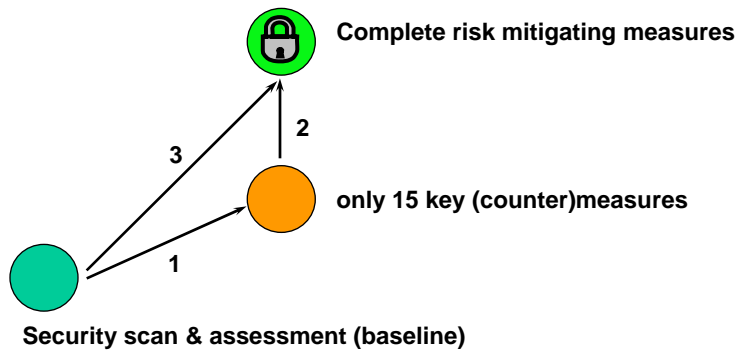 Complete risk mitigating measures
2
3
only 15 key (counter)measures
1
Security scan & assessment (baseline)